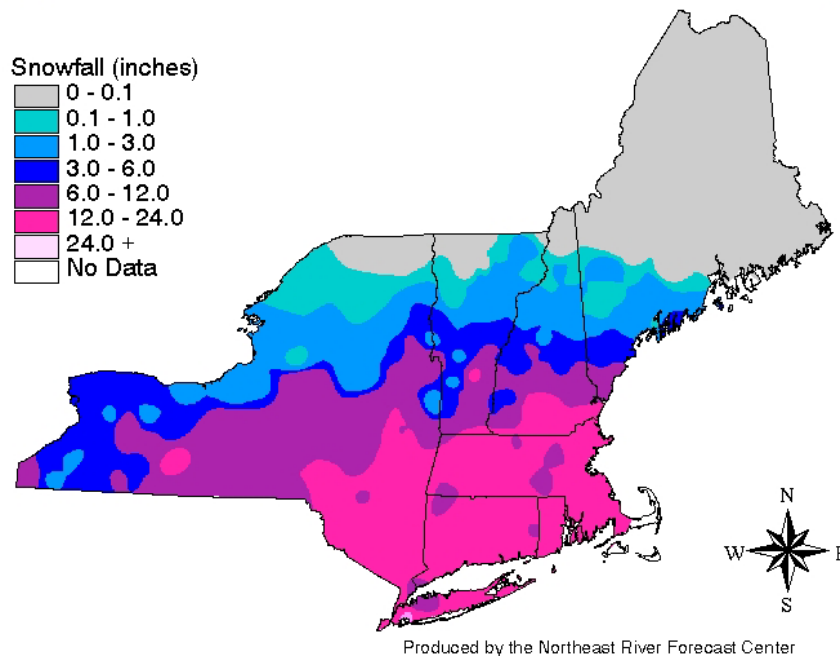 Snowfall (inches)
0 - 0.1
0.1 - 1.0
1.0 - 3.0
3.0 - 6.0
6.0 - 12.0
12.0 - 24.0
24.0 +
No Data
N
W E
S
Produced by the Northeast River Forecast Center